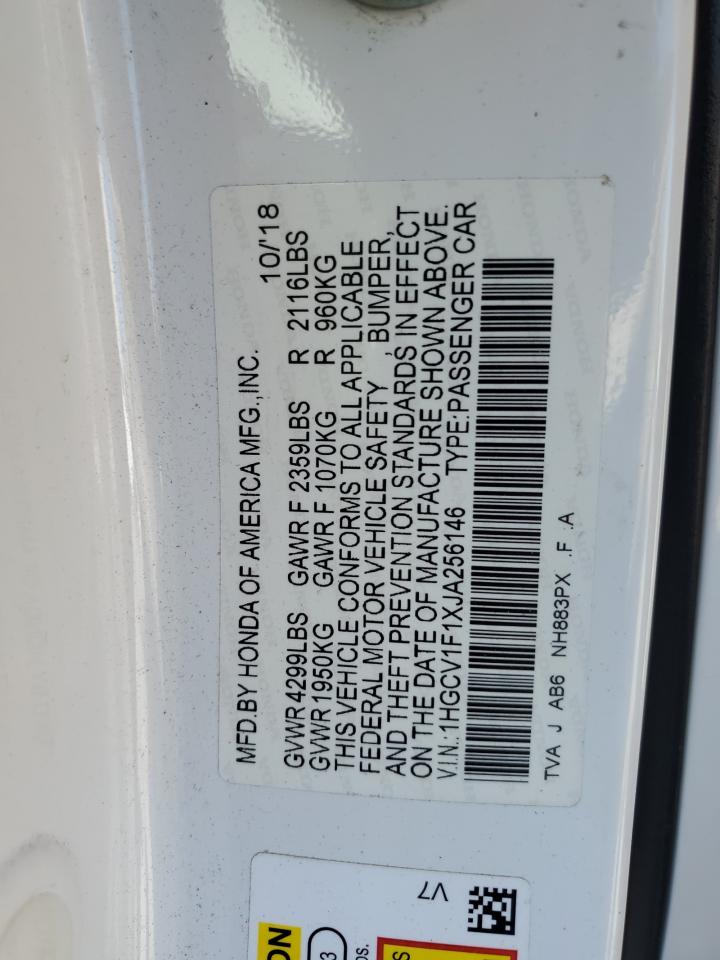 MFD.BY HONDA OF AMERICA MFG.,INC. 10/'18
GVWR 4299LBS GAWR F 2359LBS R 2116LBS
GVWR 1950KG GAWR F 1070KG R 960KG
THIS VEHICLE CONFORMS TO ALL APPLICABLE
FEDERAL MOTOR VEHICLE SAFETY , BUMPER,
AND THEFT PREVENTION STANDARDS IN EFFECT
ON THE DATE OF MANUFACTURE SHOWN ABOVE.
V.I.N.:1HGCV1F1XJA256146 TYPE:PASSENGER CAR
TVA J AB6 NH883PX .F .A
V7